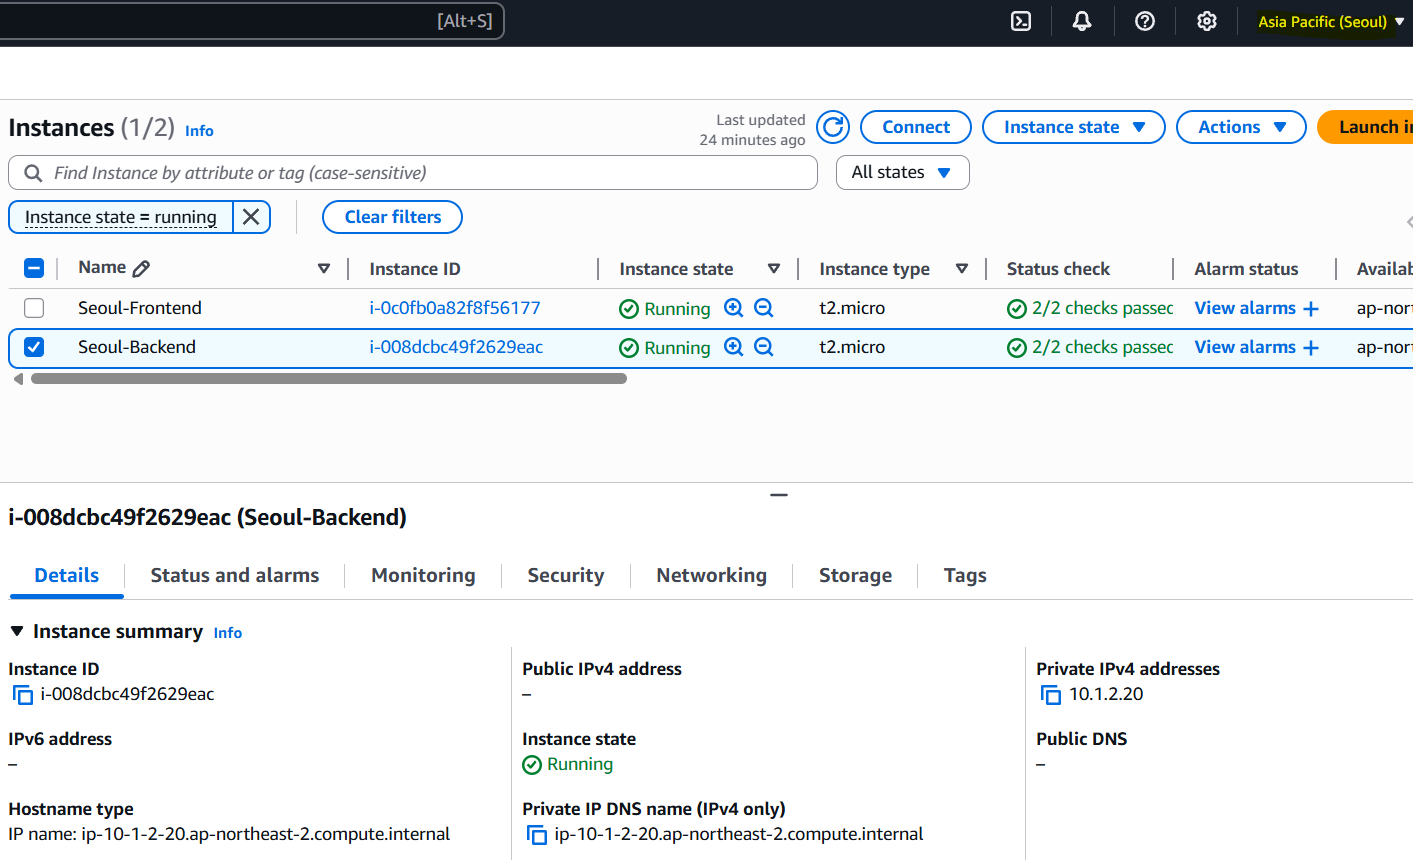 [Alt+S]
Asia Pacific (Seoul)
Instances (1/2) Info
Last updated
24 minutes ago
Connect
Instance state
Actions
Launch in
Find Instance by attribute or tag (case-sensitive)
All states
Instance state = running
Clear filters
Name Instance ID Instance state Instance type Status check Alarm status Availab
Seoul-Frontend i-0c0fb0a82f8f56177 Running t2.micro 2/2 checks passec View alarms + ap-nort
Seoul-Backend i-008dcbc49f2629eac Running t2.micro 2/2 checks passec View alarms + ap-nort
i-008dcbc49f2629eac (Seoul-Backend)
Details Status and alarms Monitoring Security Networking Storage Tags
Instance summary Info
Instance ID
i-008dcbc49f2629eac
Public IPv4 address
–
Private IPv4 addresses
10.1.2.20
IPv6 address
–
Instance state
Running
Public DNS
–
Hostname type
IP name: ip-10-1-2-20.ap-northeast-2.compute.internal
Private IP DNS name (IPv4 only)
ip-10-1-2-20.ap-northeast-2.compute.internal